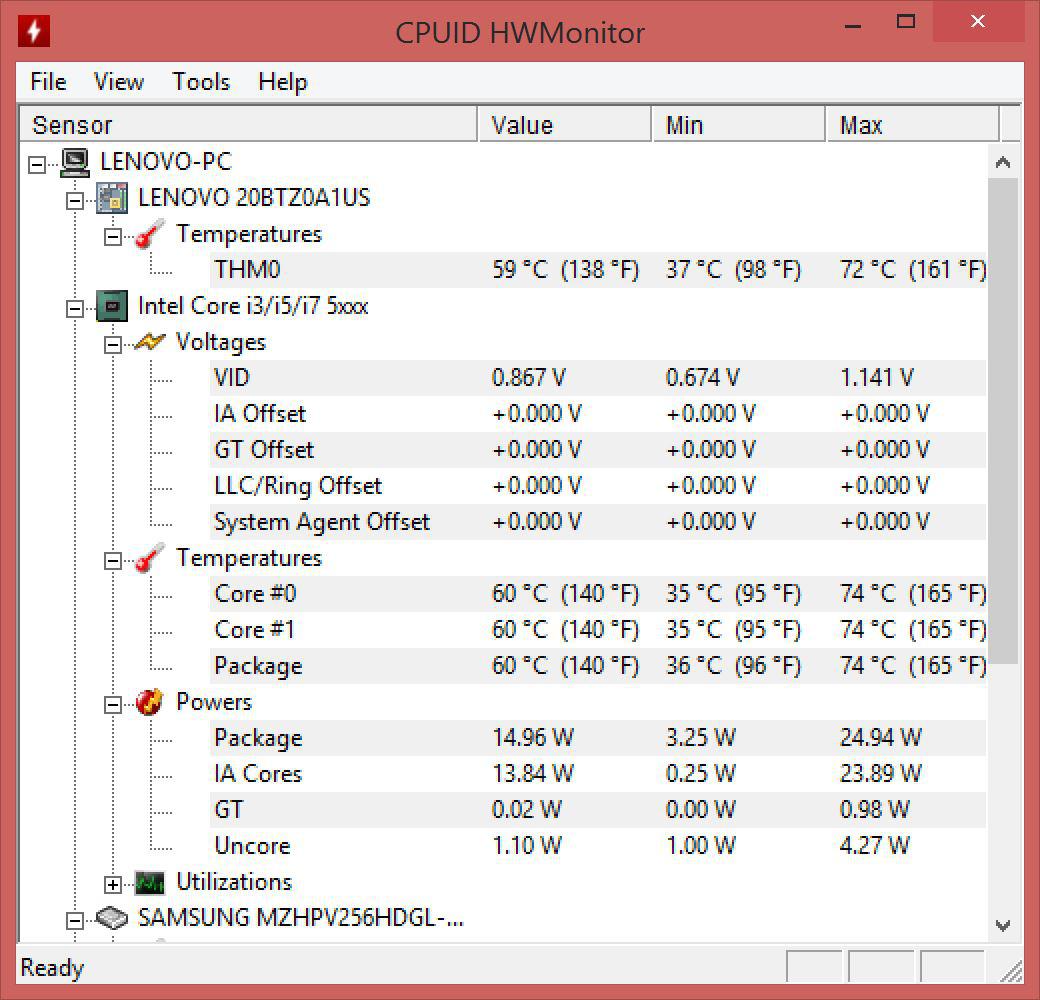 CPUID HWMonitor
File View Tools Help
Sensor Value Min Max
LENOVO-PC
LENOVO 20BTZ0A1US
Temperatures
THM0 59 °C (138 °F) 37 °C (98 °F) 72 °C (161 °F)
Intel Core i3/i5/i7 5xxx
Voltages
VID 0.867 V 0.674 V 1.141 V
IA Offset +0.000 V +0.000 V +0.000 V
GT Offset +0.000 V +0.000 V +0.000 V
LLC/Ring Offset +0.000 V +0.000 V +0.000 V
System Agent Offset +0.000 V +0.000 V +0.000 V
Temperatures
Core #0 60 °C (140 °F) 35 °C (95 °F) 74 °C (165 °F)
Core #1 60 °C (140 °F) 35 °C (95 °F) 74 °C (165 °F)
Package 60 °C (140 °F) 36 °C (96 °F) 74 °C (165 °F)
Powers
Package 14.96 W 3.25 W 24.94 W
IA Cores 13.84 W 0.25 W 23.89 W
GT 0.02 W 0.00 W 0.98 W
Uncore 1.10 W 1.00 W 4.27 W
Utilizations
SAMSUNG MZHPV256HDGL-...
Ready